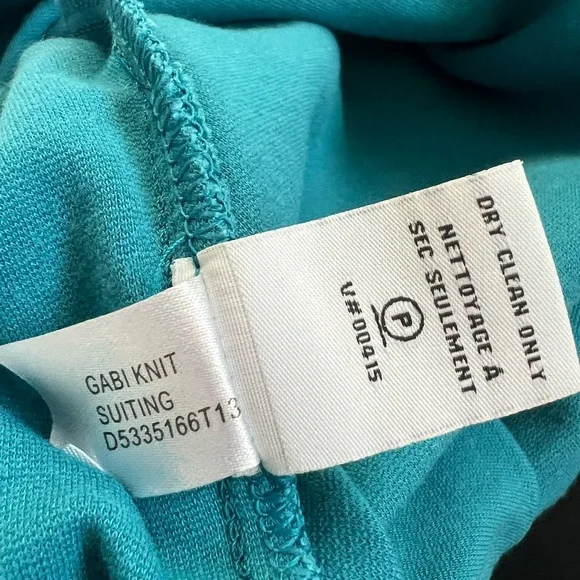 GABI KNIT
SUITING
D5335166T13
DRY CLEAN ONLY
NETTOYAGE À
SEC SEULEMENT
P
V#00415